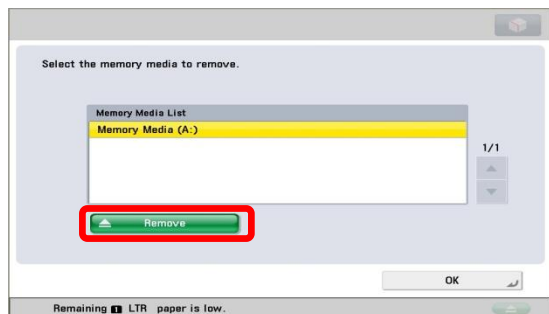 Select the memory media to remove.
Memory Media List
Memory Media (A:)
1/1
Remove
OK
Remaining 1 LTR paper is low.